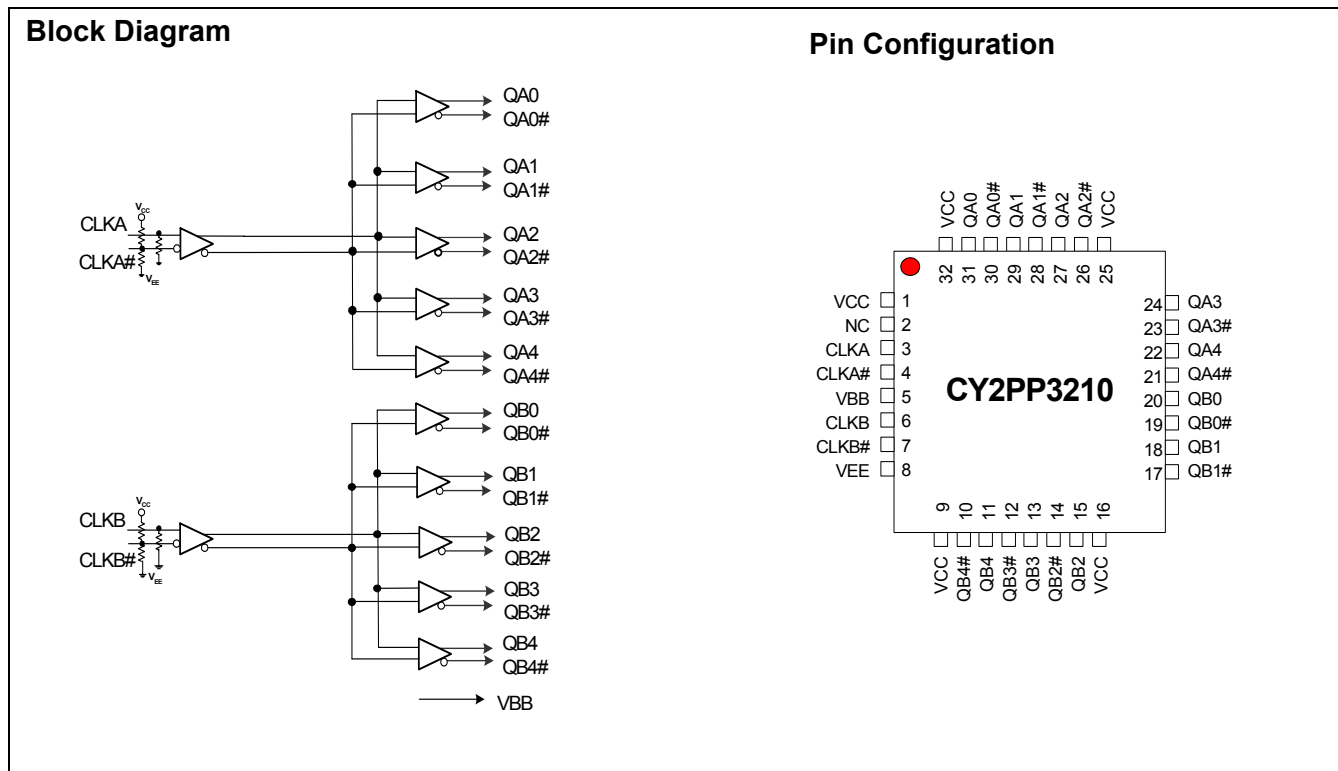 Block Diagram
QA0
QA0#
QA1
QA1#
VCC
CLKA
CLKA#
VEE
QA2
QA2#
QA3
QA3#
QA4
QA4#
QB0
QB0#
QB1
QB1#
VCC
CLKB
CLKB#
VEE
QB2
QB2#
QB3
QB3#
QB4
QB4#
VBB
Pin Configuration
VCC QA0 QA0# QA1 QA1# QA2 QA2# VCC
32 31 30 29 28 27 26 25
VCC 1
NC 2
CLKA 3
CLKA# 4
VBB 5
CLKB 6
CLKB# 7
VEE 8
CY2PP3210
24 QA3
23 QA3#
22 QA4
21 QA4#
20 QB0
19 QB0#
18 QB1
17 QB1#
9 10 11 12 13 14 15 16
VCC QB4# QB4 QB3# QB3 QB2# QB2 VCC